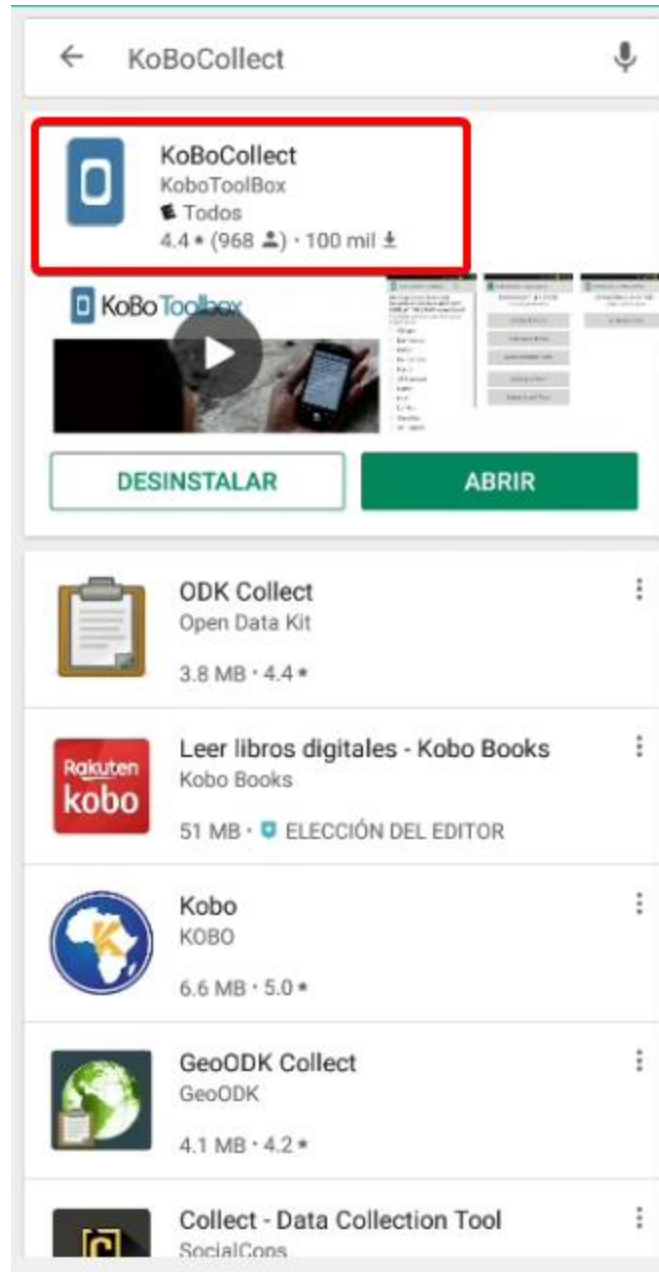 KoBoCollect
KoBoCollect
KoboToolBox
Todos
4.4 ★ (968) · 100 mil
KoBo Toolbox
DESINSTALAR
ABRIR
ODK Collect
Open Data Kit
3.8 MB · 4.4 ★
Rakuten
kobo
Leer libros digitales - Kobo Books
Kobo Books
51 MB · ELECCIÓN DEL EDITOR
K
Kobo
KOBO
6.6 MB · 5.0 ★
GeoODK Collect
GeoODK
4.1 MB · 4.2 ★
Collect - Data Collection Tool
SocialCops